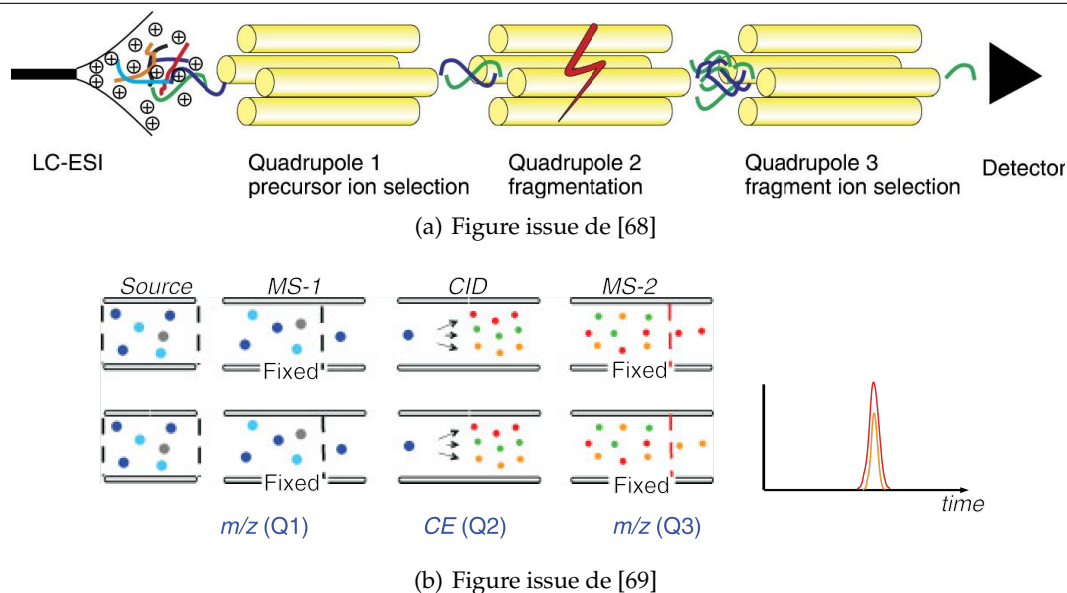 LC-ESI
Quadrupole 1
precursor ion selection
Quadrupole 2
fragmentation
Quadrupole 3
fragment ion selection
Detector
(a) Figure issue de [68]
Source MS-1 CID MS-2
Fixed Fixed
Fixed Fixed
time
m/z (Q1) CE (Q2) m/z (Q3)
(b) Figure issue de [69]